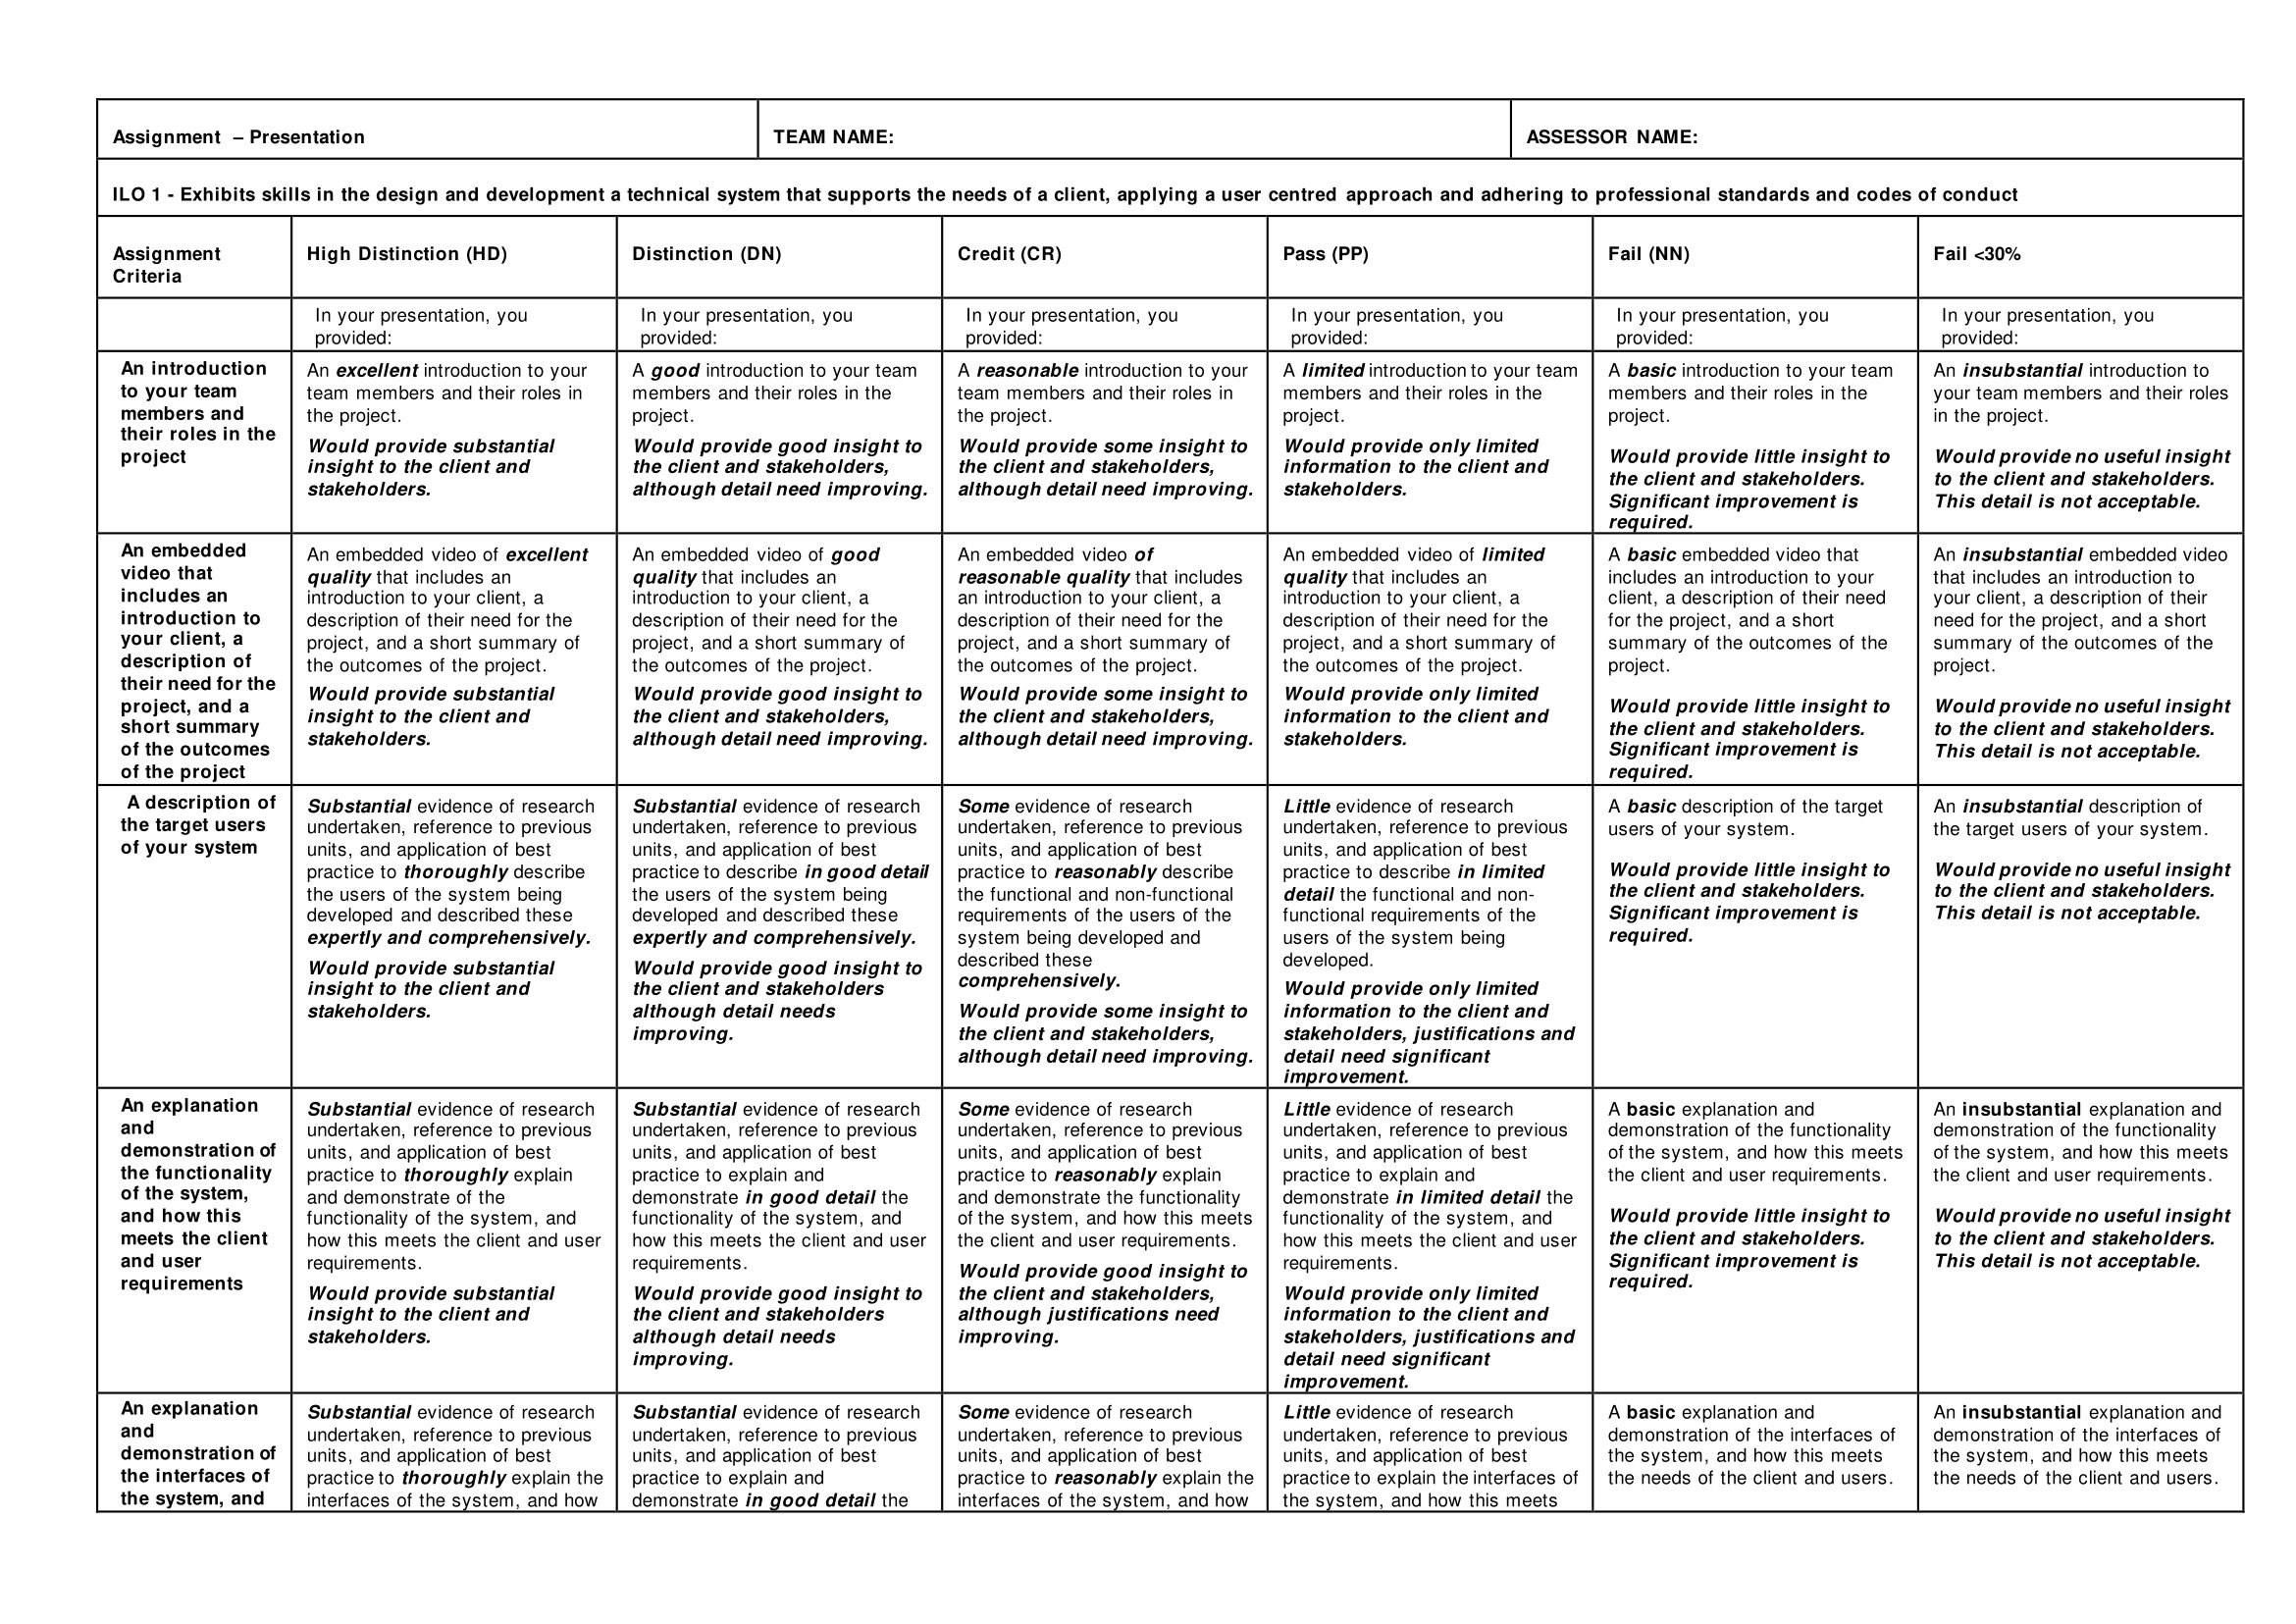 Assignment – Presentation
TEAM NAME:
ASSESSOR NAME:
ILO 1 - Exhibits skills in the design and development a technical system that supports the needs of a client, applying a user centred approach and adhering to professional standards and codes of conduct
Assignment
Criteria
High Distinction (HD)
Distinction (DN)
Credit (CR)
Pass (PP)
Fail (NN)
Fail <30%
In your presentation, you
provided:
In your presentation, you
provided:
In your presentation, you
provided:
In your presentation, you
provided:
In your presentation, you
provided:
In your presentation, you
provided:
An introduction
to your team
members and
their roles in the
project
An excellent introduction to your
team members and their roles in
the project.
Would provide substantial
insight to the client and
stakeholders.
A good introduction to your team
members and their roles in the
project.
Would provide good insight to
the client and stakeholders,
although detail need improving.
A reasonable introduction to your
team members and their roles in
the project.
Would provide some insight to
the client and stakeholders,
although detail need improving.
A limited introduction to your team
members and their roles in the
project.
Would provide only limited
information to the client and
stakeholders.
A basic introduction to your team
members and their roles in the
project.
Would provide little insight to
the client and stakeholders.
Significant improvement is
required.
An insubstantial introduction to
your team members and their roles
in the project.
Would provide no useful insight
to the client and stakeholders.
This detail is not acceptable.
An embedded
video that
includes an
introduction to
your client, a
description of
their need for the
project, and a
short summary
of the outcomes
of the project
An embedded video of excellent
quality that includes an
introduction to your client, a
description of their need for the
project, and a short summary of
the outcomes of the project.
Would provide substantial
insight to the client and
stakeholders.
An embedded video of good
quality that includes an
introduction to your client, a
description of their need for the
project, and a short summary of
the outcomes of the project.
Would provide good insight to
the client and stakeholders,
although detail need improving.
An embedded video of
reasonable quality that includes
an introduction to your client, a
description of their need for the
project, and a short summary of
the outcomes of the project.
Would provide some insight to
the client and stakeholders,
although detail need improving.
An embedded video of limited
quality that includes an
introduction to your client, a
description of their need for the
project, and a short summary of
the outcomes of the project.
Would provide only limited
information to the client and
stakeholders.
A basic embedded video that
includes an introduction to your
client, a description of their need
for the project, and a short
summary of the outcomes of the
project.
Would provide little insight to
the client and stakeholders.
Significant improvement is
required.
An insubstantial embedded video
that includes an introduction to
your client, a description of their
need for the project, and a short
summary of the outcomes of the
project.
Would provide no useful insight
to the client and stakeholders.
This detail is not acceptable.
A description of
the target users
of your system
Substantial evidence of research
undertaken, reference to previous
units, and application of best
practice to thoroughly describe
the users of the system being
developed and described these
expertly and comprehensively.
Would provide substantial
insight to the client and
stakeholders.
Substantial evidence of research
undertaken, reference to previous
units, and application of best
practice to describe in good detail
the users of the system being
developed and described these
expertly and comprehensively.
Would provide good insight to
the client and stakeholders
although detail needs
improving.
Some evidence of research
undertaken, reference to previous
units, and application of best
practice to reasonably describe
the functional and non-functional
requirements of the users of the
system being developed and
described these
comprehensively.
Would provide some insight to
the client and stakeholders,
although detail need improving.
Little evidence of research
undertaken, reference to previous
units, and application of best
practice to describe in limited
detail the functional and non-
functional requirements of the
users of the system being
developed.
Would provide only limited
information to the client and
stakeholders, justifications and
detail need significant
improvement.
A basic description of the target
users of your system.
Would provide little insight to
the client and stakeholders.
Significant improvement is
required.
An insubstantial description of
the target users of your system.
Would provide no useful insight
to the client and stakeholders.
This detail is not acceptable.
An explanation
and
demonstration of
the functionality
of the system,
and how this
meets the client
and user
requirements
Substantial evidence of research
undertaken, reference to previous
units, and application of best
practice to thoroughly explain
and demonstrate of the
functionality of the system, and
how this meets the client and user
requirements.
Would provide substantial
insight to the client and
stakeholders.
Substantial evidence of research
undertaken, reference to previous
units, and application of best
practice to explain and
demonstrate in good detail the
functionality of the system, and
how this meets the client and user
requirements.
Would provide good insight to
the client and stakeholders
although detail needs
improving.
Some evidence of research
undertaken, reference to previous
units, and application of best
practice to reasonably explain
and demonstrate the functionality
of the system, and how this meets
the client and user requirements.
Would provide good insight to
the client and stakeholders,
although justifications need
improving.
Little evidence of research
undertaken, reference to previous
units, and application of best
practice to explain and
demonstrate in limited detail the
functionality of the system, and
how this meets the client and user
requirements.
Would provide only limited
information to the client and
stakeholders, justifications and
detail need significant
improvement.
A basic explanation and
demonstration of the functionality
of the system, and how this meets
the client and user requirements.
Would provide little insight to
the client and stakeholders.
Significant improvement is
required.
An insubstantial explanation and
demonstration of the functionality
of the system, and how this meets
the client and user requirements.
Would provide no useful insight
to the client and stakeholders.
This detail is not acceptable.
An explanation
and
demonstration of
the interfaces of
the system, and
Substantial evidence of research
undertaken, reference to previous
units, and application of best
practice to thoroughly explain the
interfaces of the system, and how
Substantial evidence of research
undertaken, reference to previous
units, and application of best
practice to explain and
demonstrate in good detail the
Some evidence of research
undertaken, reference to previous
units, and application of best
practice to reasonably explain the
interfaces of the system, and how
Little evidence of research
undertaken, reference to previous
units, and application of best
practice to explain the interfaces of
the system, and how this meets
A basic explanation and
demonstration of the interfaces of
the system, and how this meets
the needs of the client and users.
An insubstantial explanation and
demonstration of the interfaces of
the system, and how this meets
the needs of the client and users.